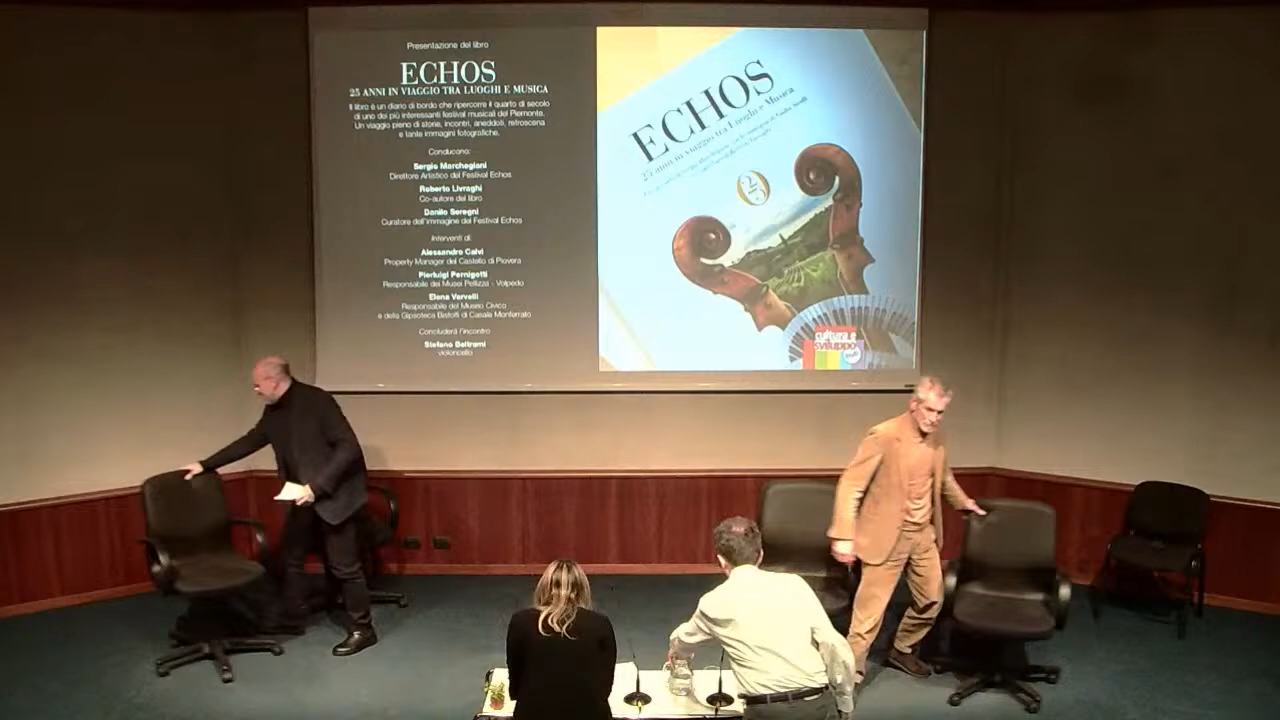 Presentazione del libro
ECHOS
25 ANNI IN VIAGGIO TRA LUOGHI E MUSICA
Il libro è un diario di bordo che ripercorre il quarto di secolo
di uno dei più interessanti festival musicali del Piemonte.
Un viaggio pieno di storie, incontri, aneddoti, retroscena
e tante immagini fotografiche.
Conducono:
Sergio Marchegiani
Direttore Artistico del Festival Echos
Roberto Livraghi
Co-autore del libro
Danilo Seregni
Curatore dell'immagine del Festival Echos
Interventi di:
Alessandro Calvi
Property Manager del Castello di Piovera
Pierluigi Pernigotti
Responsabile dei Musei Pellizza - Volpedo
Elena Varvelli
Responsabile del Museo Civico
e della Gipsoteca Bistolfi di Casale Monferrato
Concluderà l'incontro
Stefano Beltrami
violoncello
ECHOS
25 anni in viaggio tra Luoghi e Musica
25
cultura e
sviluppo